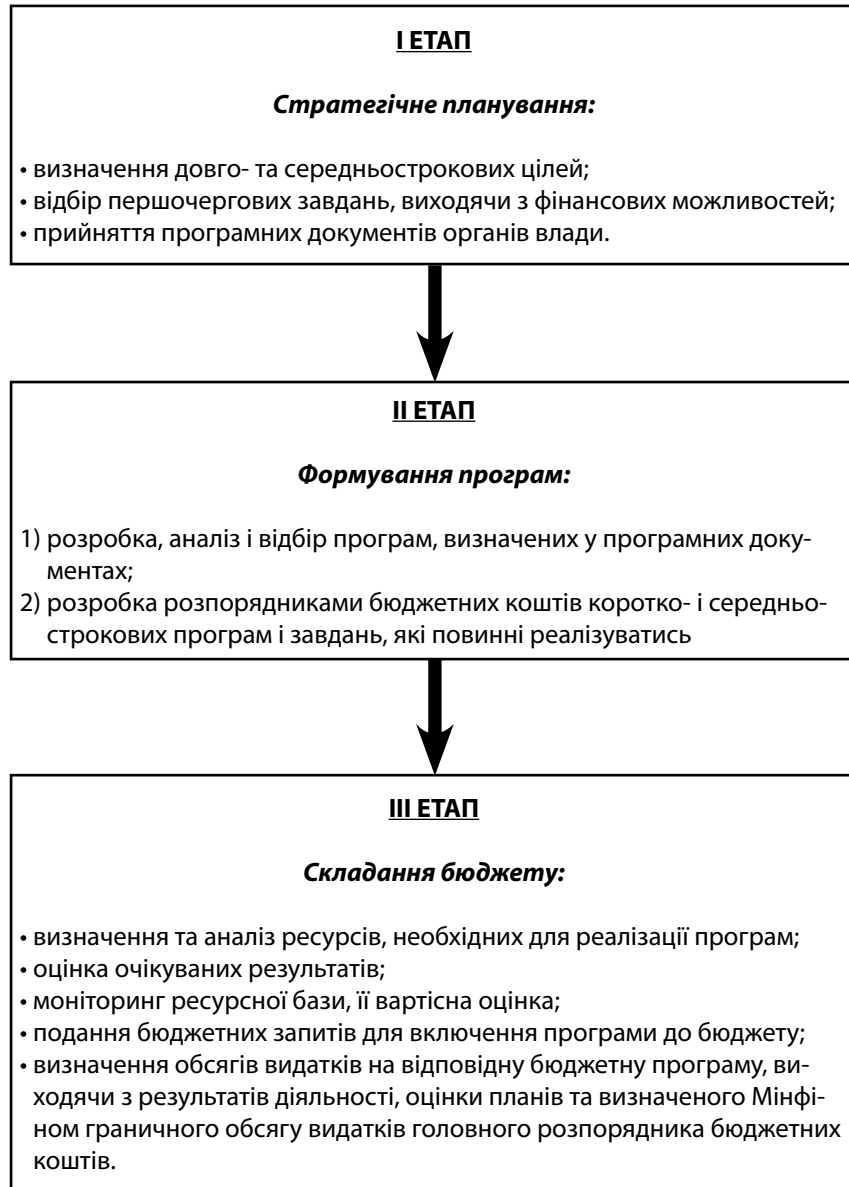 І ЕТАП
Стратегічне планування:
• визначення довго- та середньострокових цілей;
• відбір першочергових завдань, виходячи з фінансових можливостей;
• прийняття програмних документів органів влади.
ІІ ЕТАП
Формування програм:
1) розробка, аналіз і відбір програм, визначених у програмних доку-
ментах;
2) розробка розпорядниками бюджетних коштів коротко- і середньо-
строкових програм і завдань, які повинні реалізуватись
ІІІ ЕТАП
Складання бюджету:
• визначення та аналіз ресурсів, необхідних для реалізації програм;
• оцінка очікуваних результатів;
• моніторинг ресурсної бази, її вартісна оцінка;
• подання бюджетних запитів для включення програми до бюджету;
• визначення обсягів видатків на відповідну бюджетну програму, ви-
ходячи з результатів діяльності, оцінки планів та визначеного Мінфі-
ном граничного обсягу видатків головного розпорядника бюджетних
коштів.